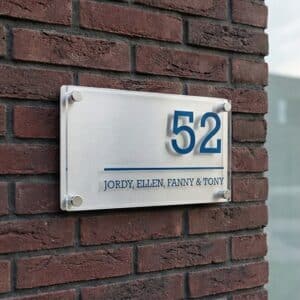 52
JORDY, ELLEN, FANNY & TONY